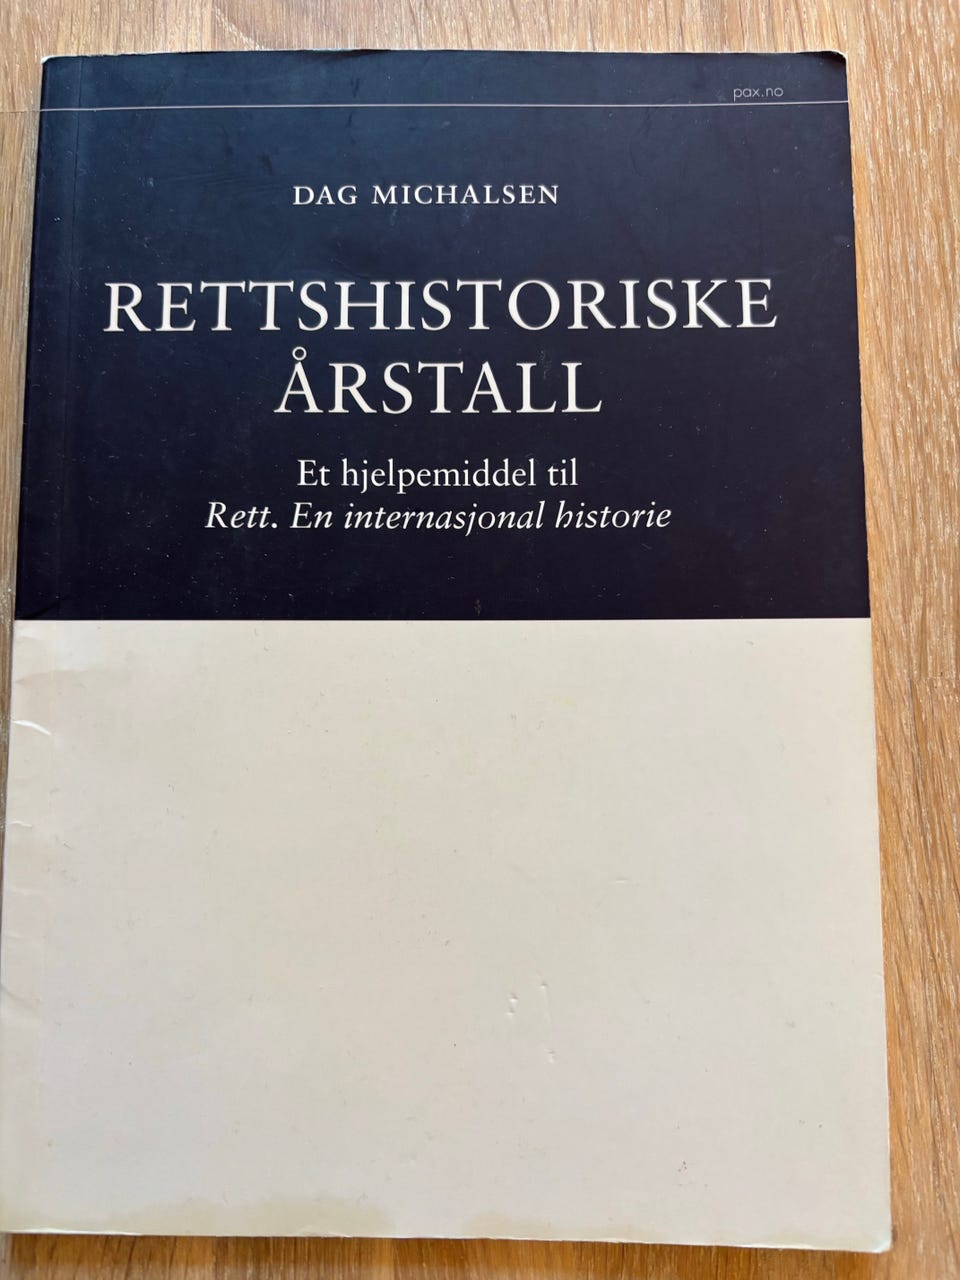 pax.no
DAG MICHALSEN
RETTSHISTORISKE
ÅRSTALL
Et hjelpemiddel til
Rett. En internasjonal historie